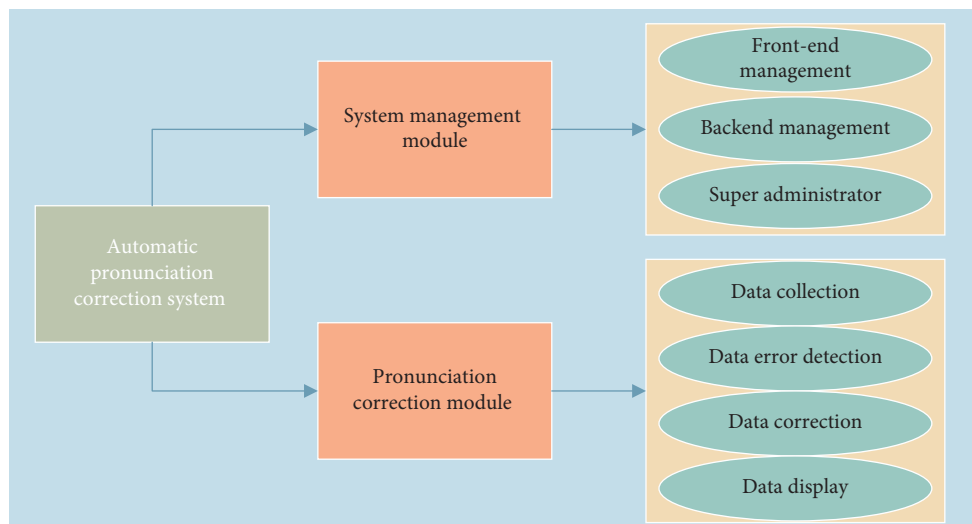 Automatic
pronunciation
correction system
System management
module
Front-end
management
Backend management
Super administrator
Pronunciation
correction module
Data collection
Data error detection
Data correction
Data display